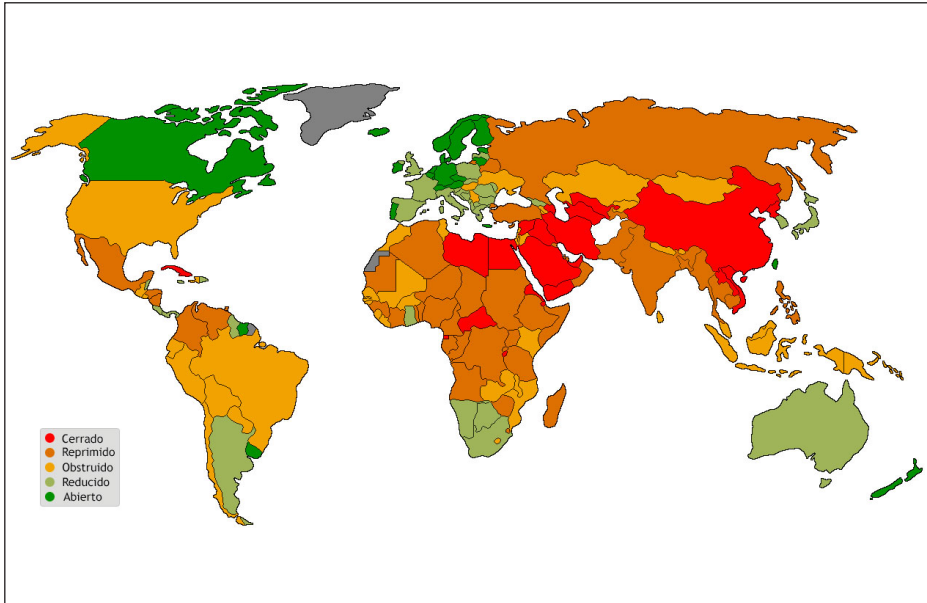 Cerrado
Reprimido
Obstruido
Reducido
Abierto